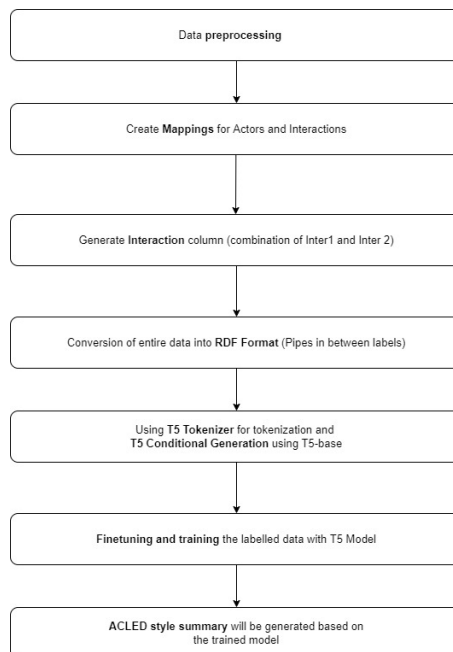 Data preprocessing
Create Mappings for Actors and Interactions
Generate Interaction column (combination of Inter1 and Inter 2)
Conversion of entire data into RDF Format (Pipes in between labels)
Using T5 Tokenizer for tokenization and
T5 Conditional Generation using T5-base
Finetuning and training the labelled data with T5 Model
ACLED style summary will be generated based on
the trained model